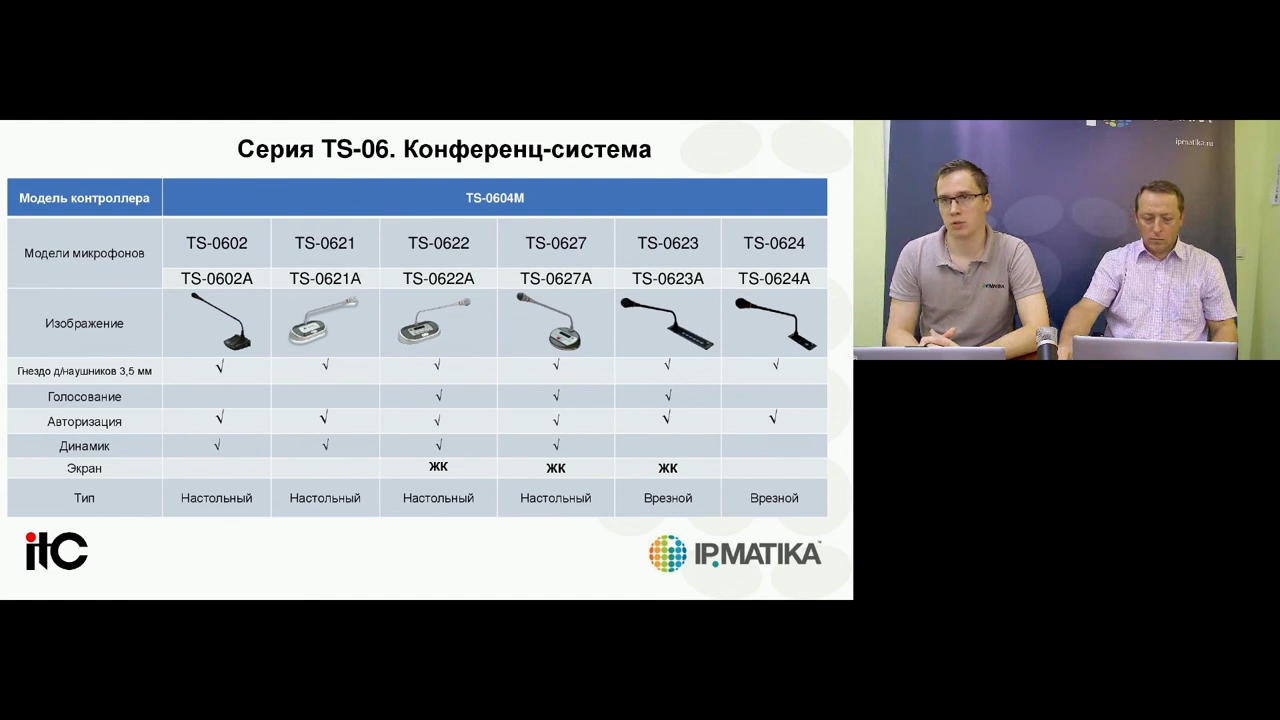 Серия TS-06. Конференц-система
Модель контроллера TS-0604M
Модели микрофонов TS-0602 TS-0621 TS-0622 TS-0627 TS-0623 TS-0624
TS-0602A TS-0621A TS-0622A TS-0627A TS-0623A TS-0624A
Изображение
Гнездо д/наушников 3,5 мм √ √ √ √ √ √
Голосование √ √ √
Авторизация √ √ √ √ √ √
Динамик √ √ √ √
Экран ЖК ЖК ЖК
Тип Настольный Настольный Настольный Настольный Врезной Врезной
itC
IP.MATIKA™
ipmatika.ru